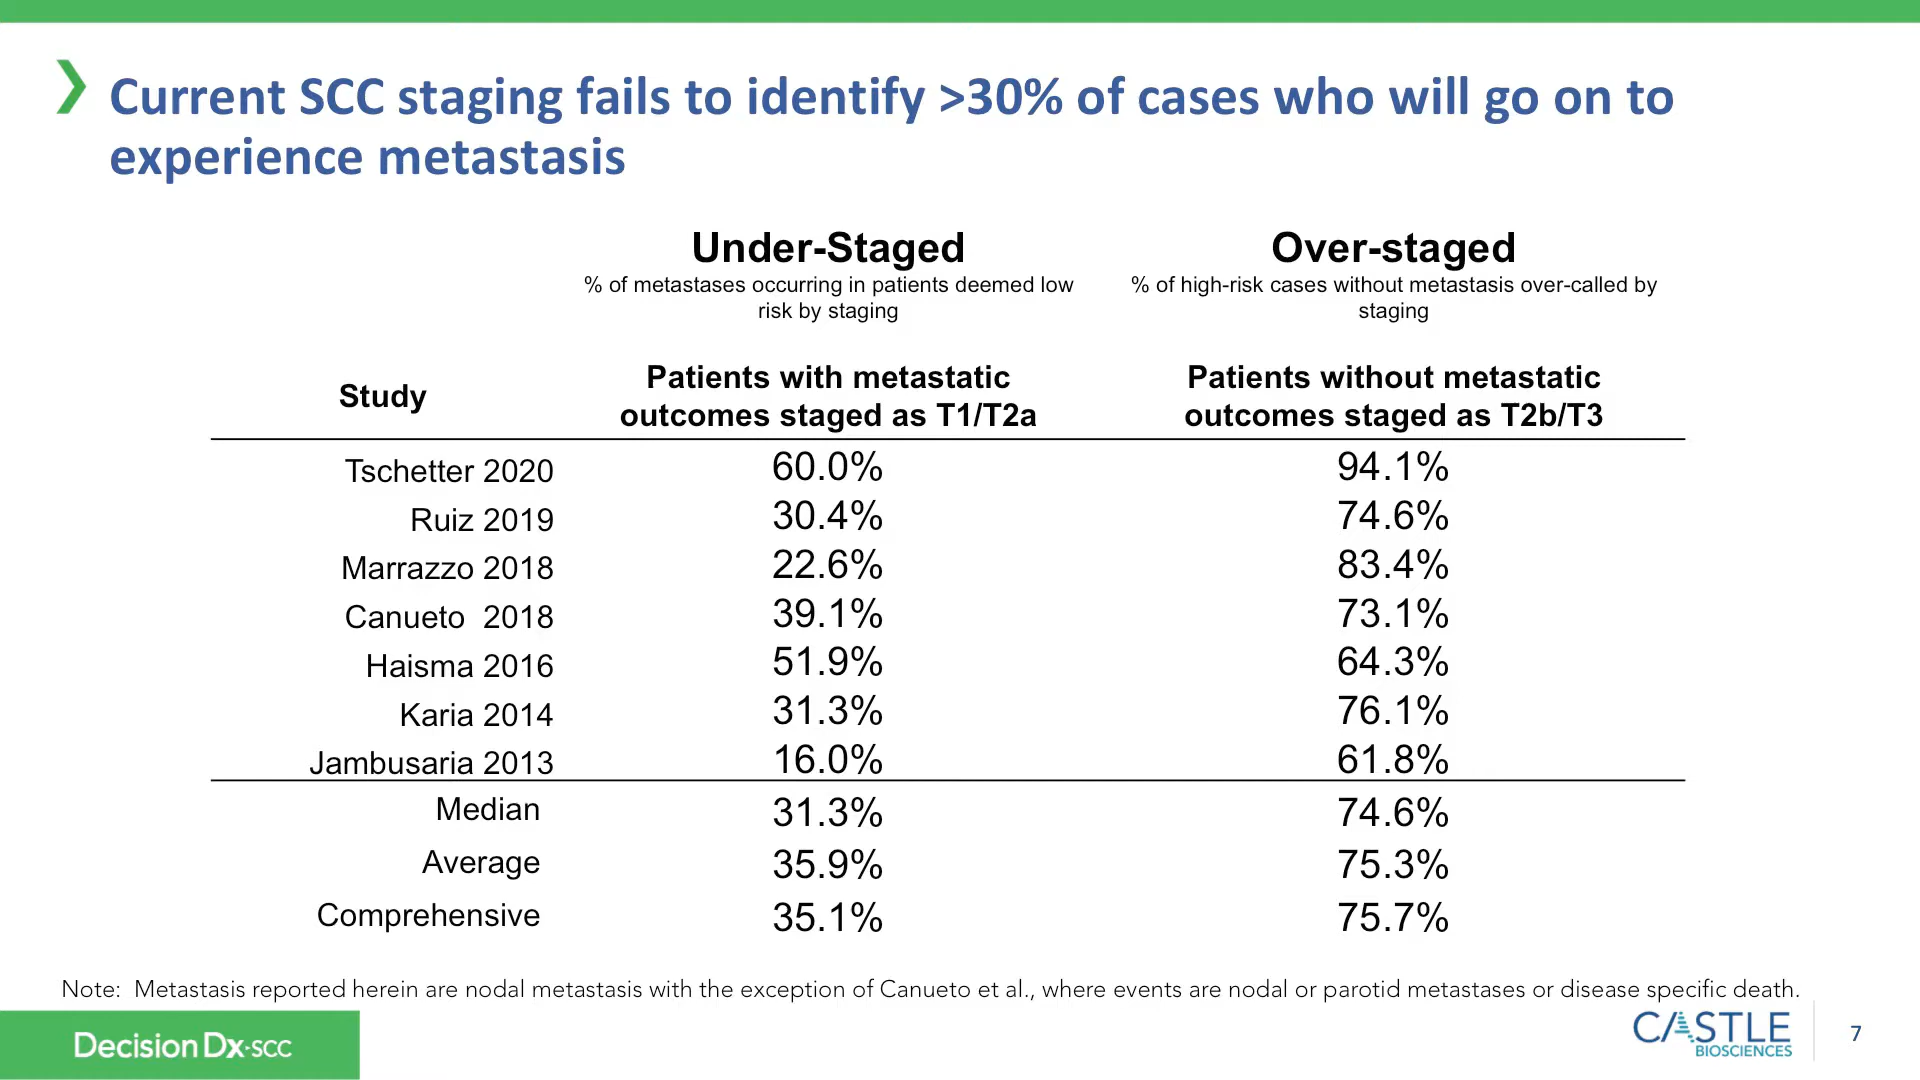 Current SCC staging fails to identify >30% of cases who will go on to
experience metastasis
Under-Staged
% of metastases occurring in patients deemed low
risk by staging
Over-staged
% of high-risk cases without metastasis over-called by
staging
Study
Patients with metastatic
outcomes staged as T1/T2a
Patients without metastatic
outcomes staged as T2b/T3
Tschetter 2020 60.0% 94.1%
Ruiz 2019 30.4% 74.6%
Marrazzo 2018 22.6% 83.4%
Canueto  2018 39.1% 73.1%
Haisma 2016 51.9% 64.3%
Karia 2014 31.3% 76.1%
Jambusaria 2013 16.0% 61.8%
Median 31.3% 74.6%
Average 35.9% 75.3%
Comprehensive 35.1% 75.7%
Note:  Metastasis reported herein are nodal metastasis with the exception of Canueto et al., where events are nodal or parotid metastases or disease specific death.
DecisionDx·SCC
CASTLE
BIOSCIENCES
7